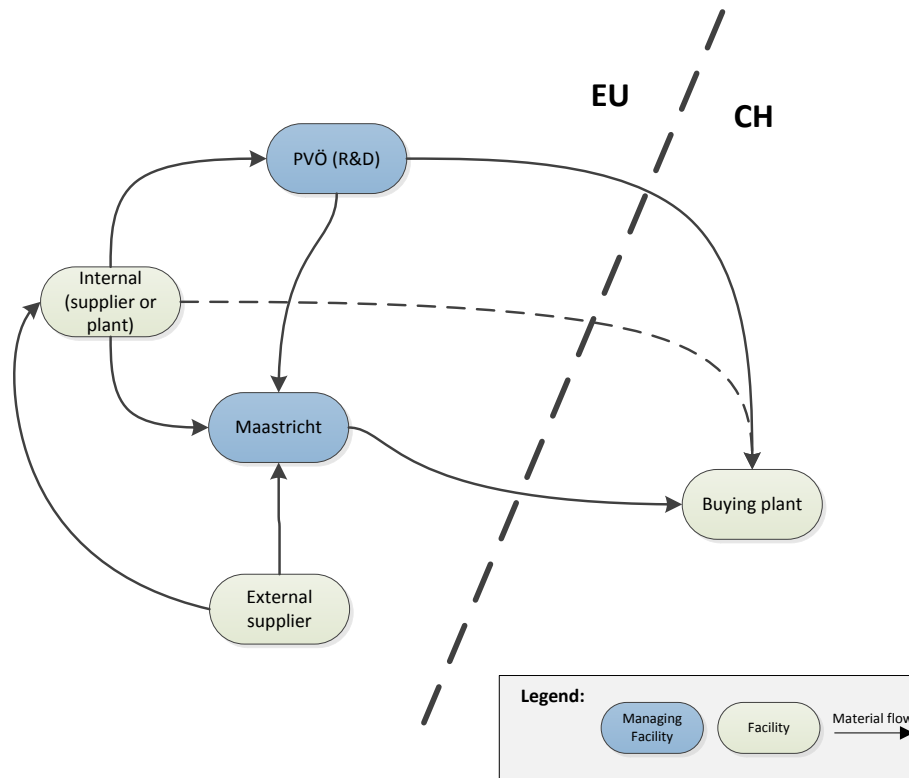 EU
CH
PVÖ (R&D)
Internal
(supplier or
plant)
Maastricht
Buying plant
External
supplier
Legend:
Managing
Facility
Facility
Material flow